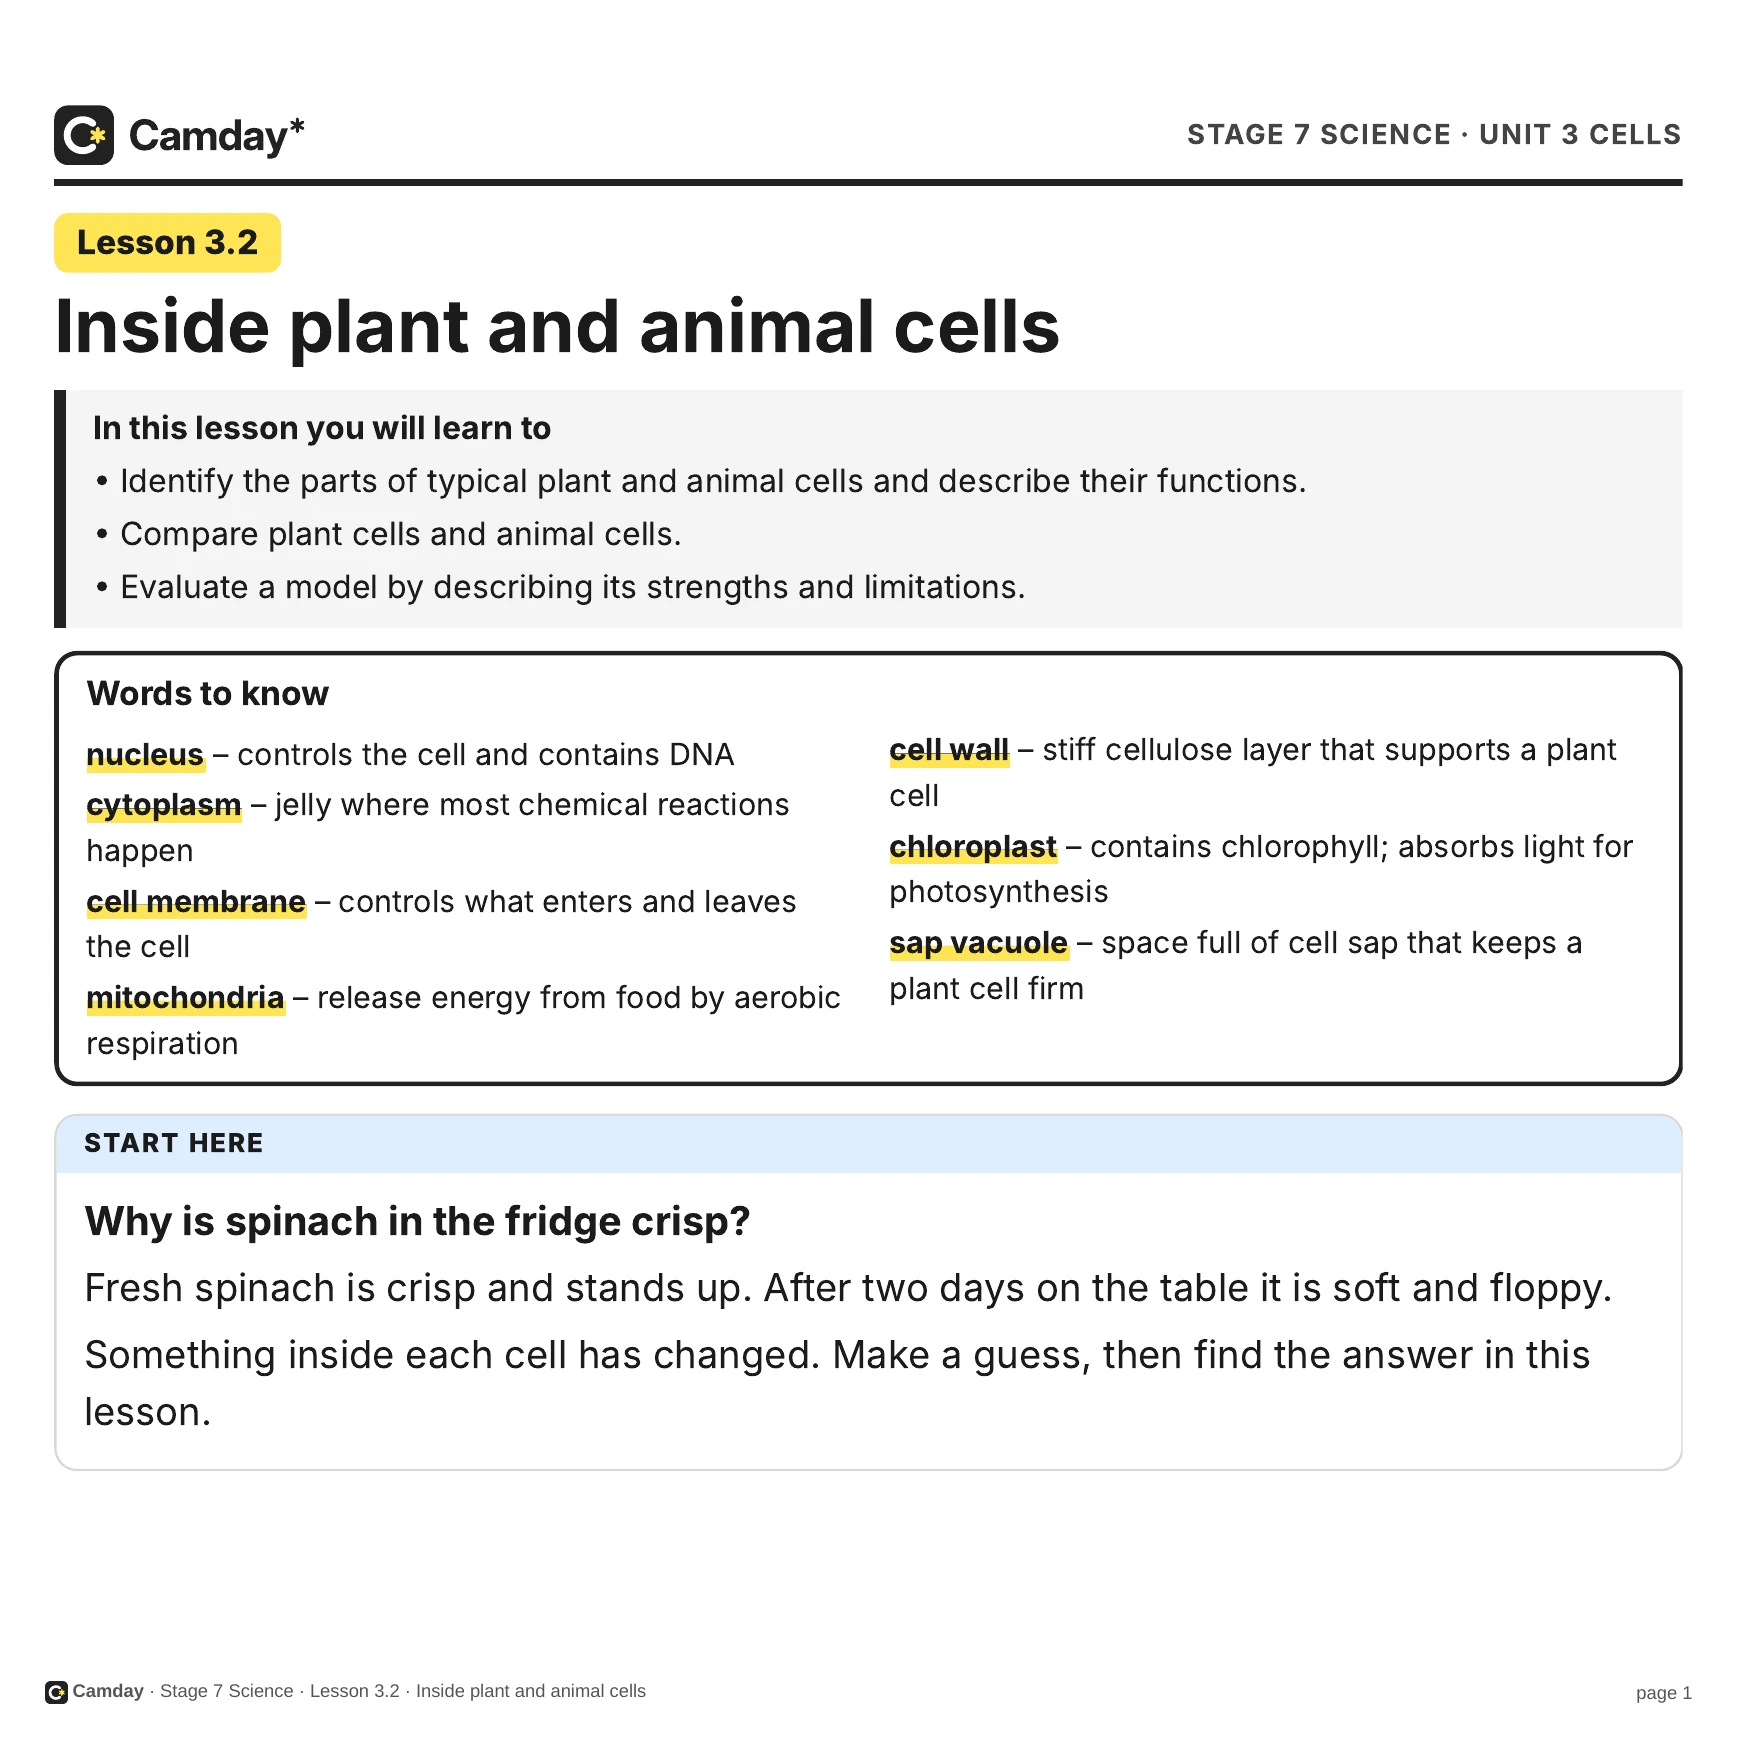 Camday*
STAGE 7 SCIENCE · UNIT 3 CELLS
Lesson 3.2
Inside plant and animal cells
In this lesson you will learn to
• Identify the parts of typical plant and animal cells and describe their functions.
• Compare plant cells and animal cells.
• Evaluate a model by describing its strengths and limitations.
Words to know
nucleus – controls the cell and contains DNA
cytoplasm – jelly where most chemical reactions
happen
cell membrane – controls what enters and leaves
the cell
mitochondria – release energy from food by aerobic
respiration
cell wall – stiff cellulose layer that supports a plant
cell
chloroplast – contains chlorophyll; absorbs light for
photosynthesis
sap vacuole – space full of cell sap that keeps a
plant cell firm
START HERE
Why is spinach in the fridge crisp?
Fresh spinach is crisp and stands up. After two days on the table it is soft and floppy.
Something inside each cell has changed. Make a guess, then find the answer in this
lesson.
Camday · Stage 7 Science · Lesson 3.2 · Inside plant and animal cells
page 1